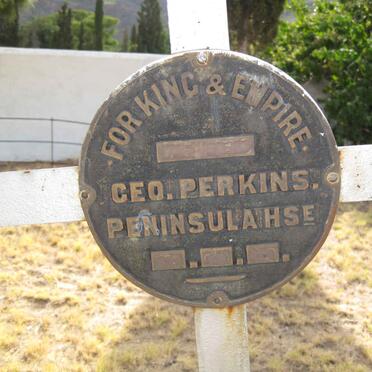 FOR KING & EMPIRE
GEO. PERKINS.
PENINSULA HSE